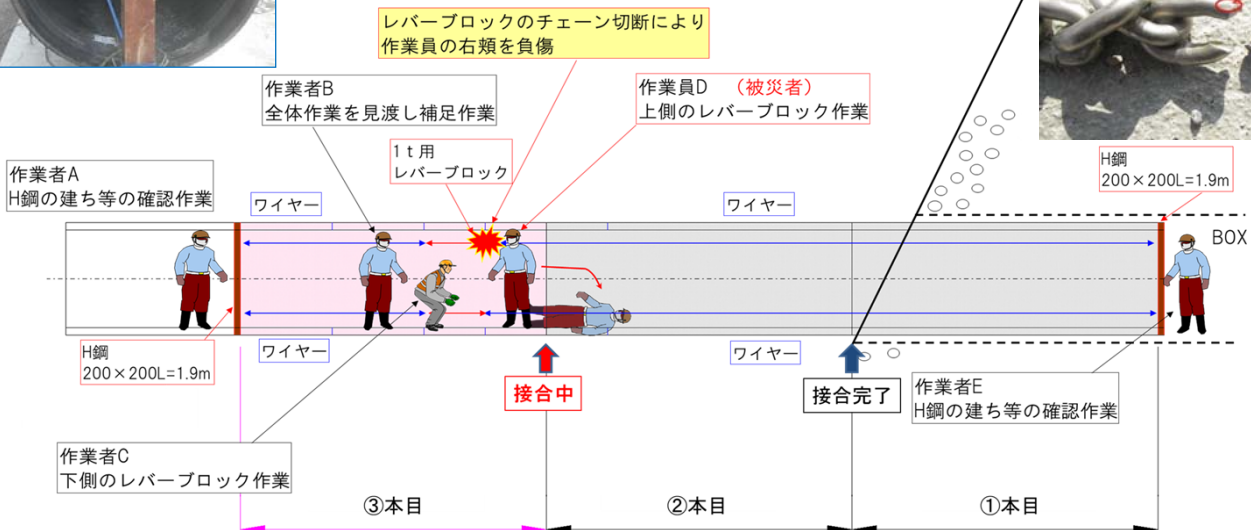 レバーブロックのチェーン切断により
作業員の右頬を負傷
作業者B
全体作業を見渡し補足作業
作業員D (被災者)
上側のレバーブロック作業
1t用
レバーブロック
作業者A
H鋼の建ち等の確認作業
H鋼
200×200L=1.9m
ワイヤー
ワイヤー
BOX
H鋼
200×200L=1.9m
ワイヤー
ワイヤー
接合中
接合完了
作業者E
H鋼の建ち等の確認作業
作業者C
下側のレバーブロック作業
③本目
②本目
①本目